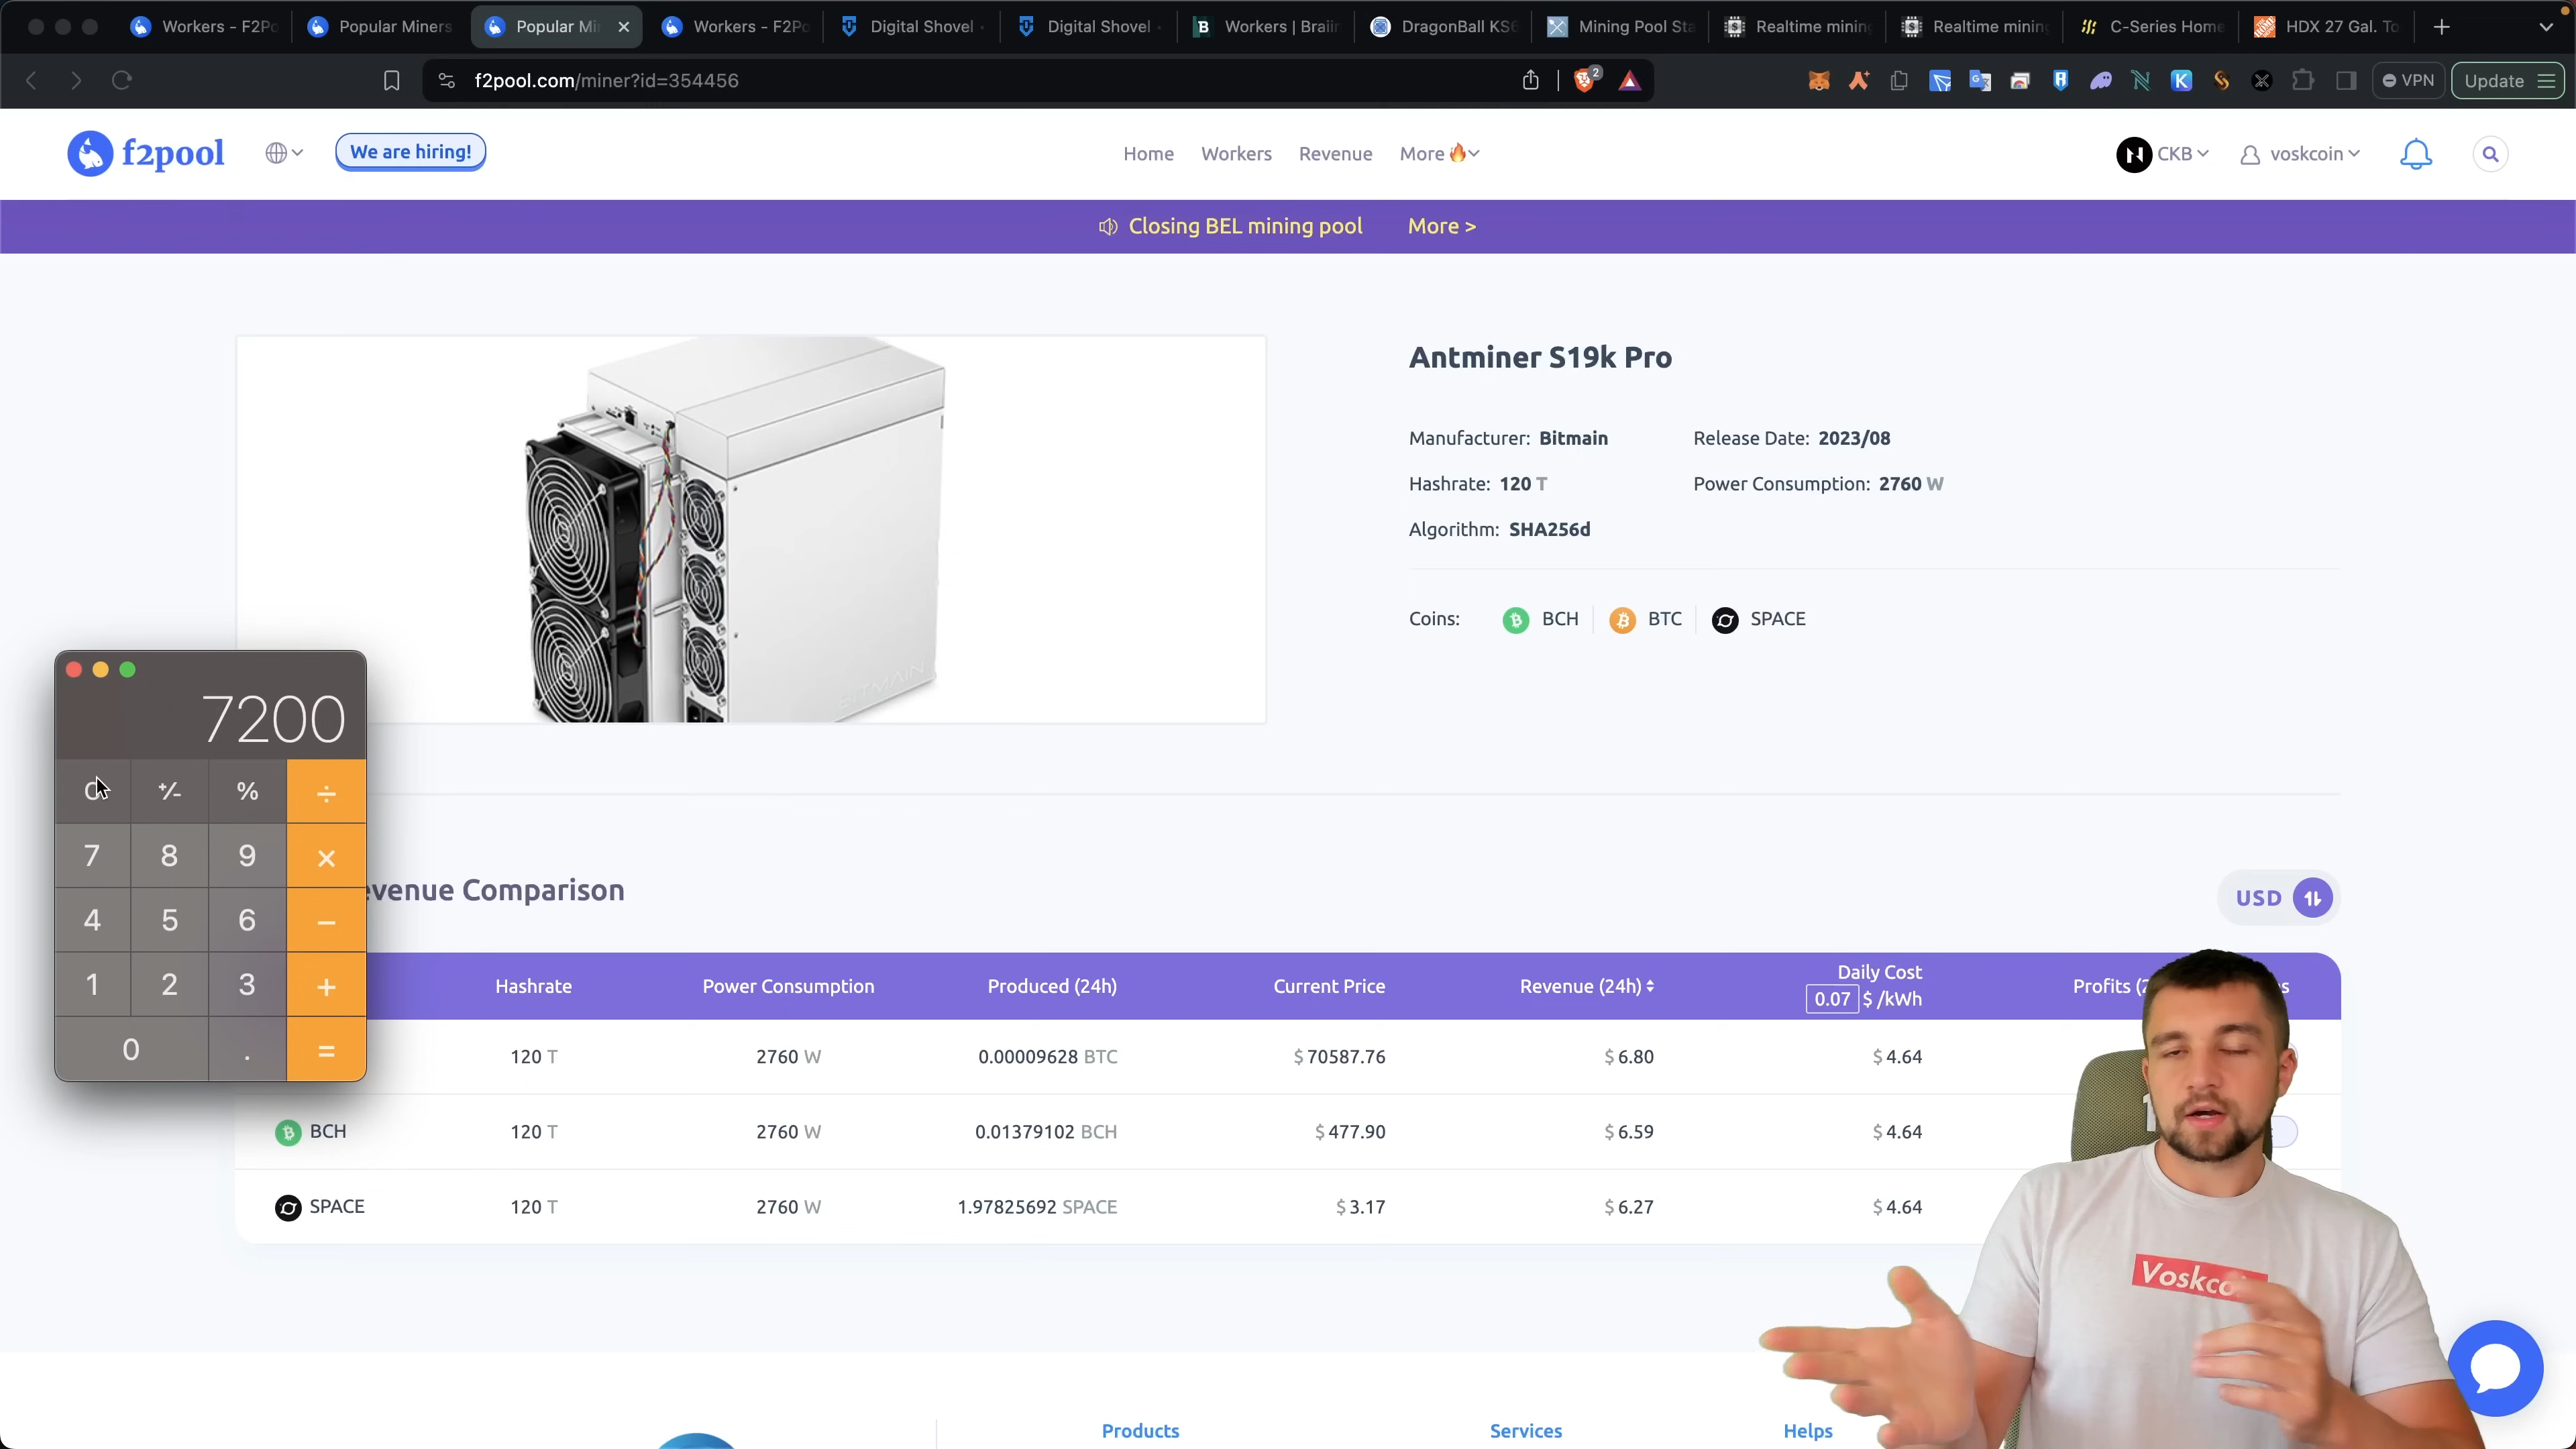 Workers - F2Po
Popular Miners
Popular Mi
Workers - F2Po
Digital Shovel
Digital Shovel
Workers | Braiin
DragonBall KS6
Mining Pool Sta
Realtime mining
Realtime mining
C-Series Home
HDX 27 Gal. To
f2pool.com/miner?id=354456
2
VPN
Update
f2pool
We are hiring!
Home
Workers
Revenue
More
CKB
voskcoin
Closing BEL mining pool
More >
Antminer S19k Pro
Manufacturer: Bitmain
Release Date: 2023/08
Hashrate: 120 T
Power Consumption: 2760 W
Algorithm: SHA256d
Coins: BCH BTC SPACE
BITMAIN
7200
+/- % ÷
7 8 9 ×
4 5 6 −
1 2 3 +
0 . =
evenue Comparison
USD
Hashrate
Power Consumption
Produced (24h)
Current Price
Revenue (24h)
Daily Cost
0.07 $ /kWh
Profits (2
120 T 2760 W 0.00009628 BTC $ 70587.76 $ 6.80 $ 4.64
BCH 120 T 2760 W 0.01379102 BCH $ 477.90 $ 6.59 $ 4.64
SPACE 120 T 2760 W 1.97825692 SPACE $ 3.17 $ 6.27 $ 4.64
Voskco
Products
Services
Helps